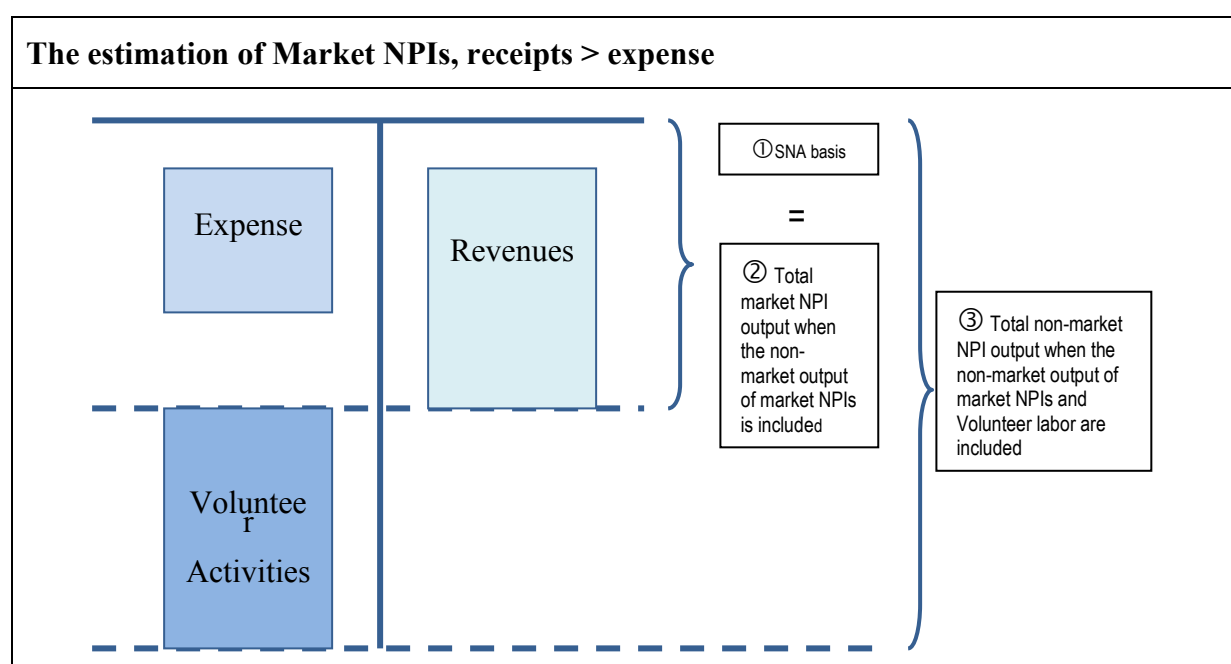 The estimation of Market NPIs, receipts > expense
Expense
Revenues
Voluntee
r
Activities
①SNA basis
=
② Total
market NPI
output when
the non-
market output
of market NPIs
is included
③ Total non-market
NPI output when the
non-market output of
market NPIs and
Volunteer labor are
included